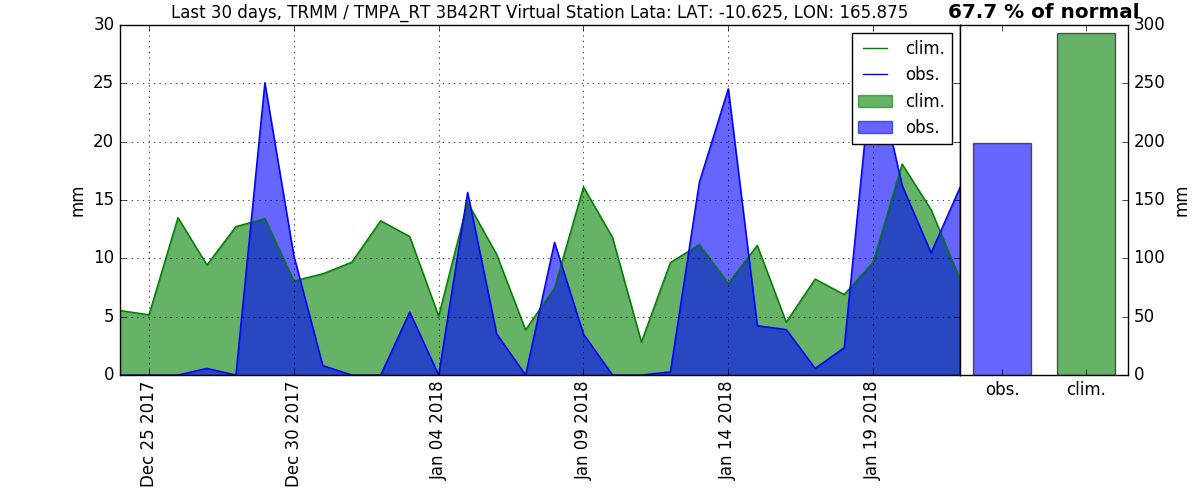 Last 30 days, TRMM / TMPA_RT 3B42RT Virtual Station Lata: LAT: -10.625, LON: 165.875
67.7 % of normal
30
25
20
15
10
5
0
mm
clim.
obs.
clim.
obs.
300
250
200
150
100
50
0
mm
obs.
clim.
Dec 25 2017
Dec 30 2017
Jan 04 2018
Jan 09 2018
Jan 14 2018
Jan 19 2018